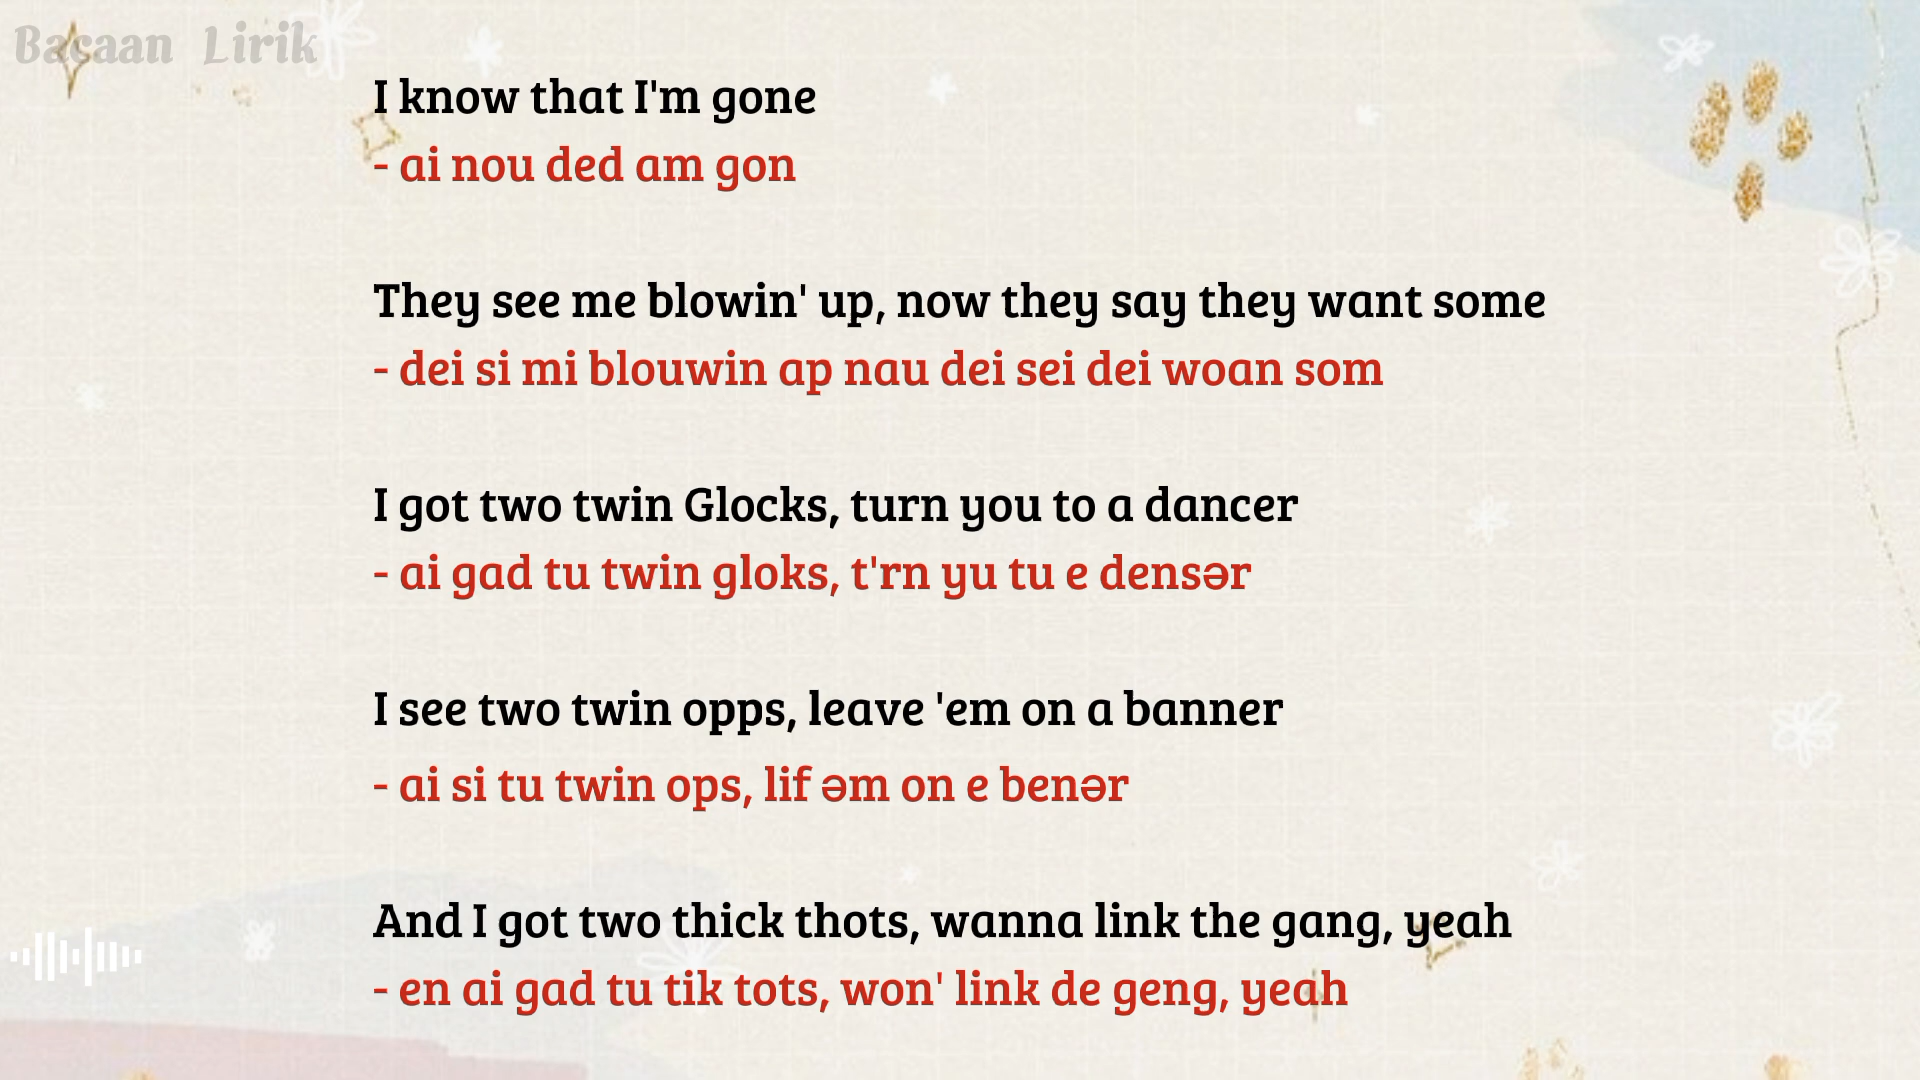 Bacaan Lirik
I know that I'm gone
- ai nou ded am gon
They see me blowin' up, now they say they want some
- dei si mi blouwin ap nau dei sei dei woan som
I got two twin Glocks, turn you to a dancer
- ai gad tu twin gloks, t'rn yu tu e densər
I see two twin opps, leave 'em on a banner
- ai si tu twin ops, lif əm on e benər
And I got two thick thots, wanna link the gang, yeah
- en ai gad tu tik tots, won' link de geng, yeah